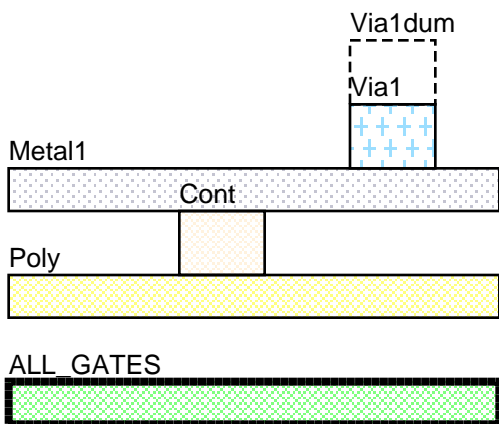 Via1dum
Via1
Metal1
Cont
Poly
ALL_GATES